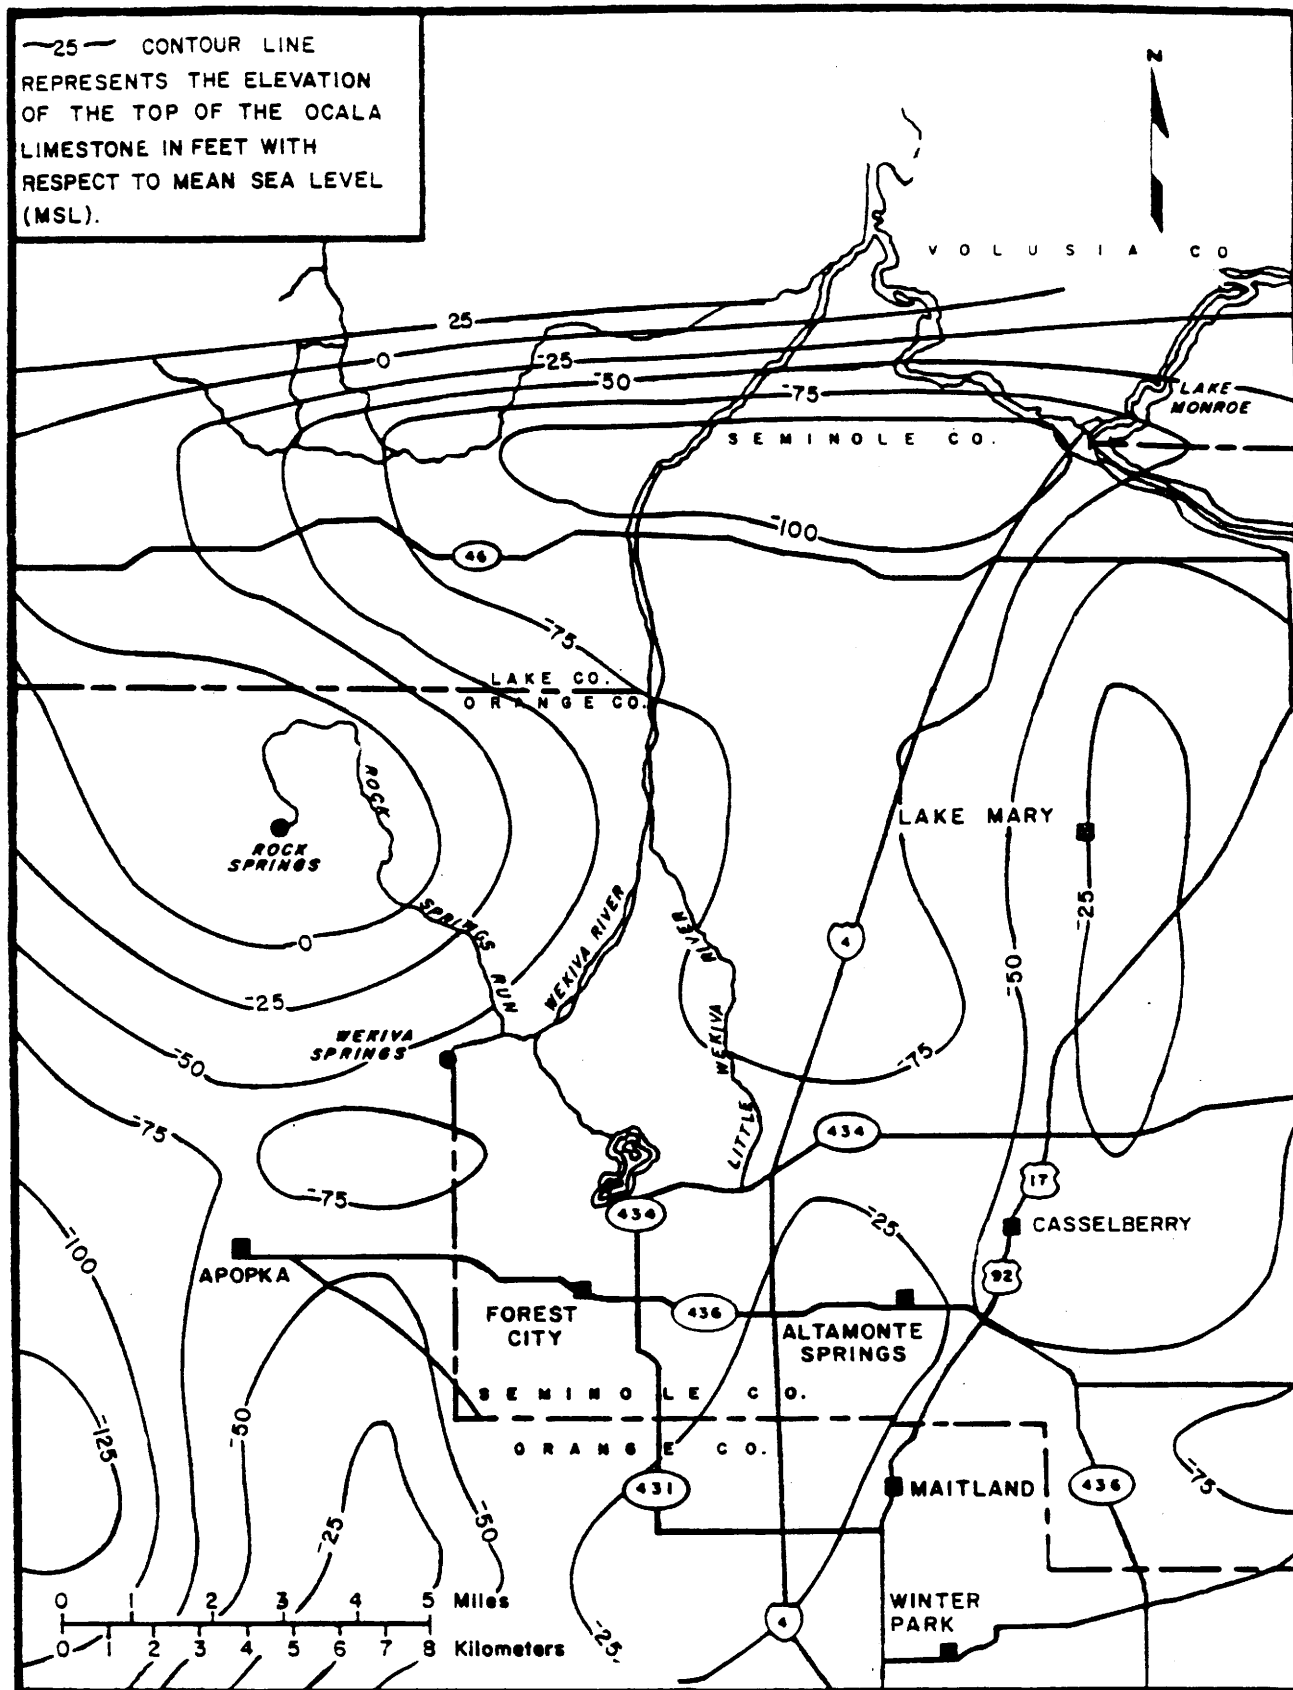 —25— CONTOUR LINE
REPRESENTS THE ELEVATION
OF THE TOP OF THE OCALA
LIMESTONE IN FEET WITH
RESPECT TO MEAN SEA LEVEL
(MSL).
N
VOLUSIA CO
25
0
-25
-50
-75
LAKE
MONROE
SEMINOLE CO.
-100
46
-75
LAKE CO.
ORANGE CO.
ROCK
SPRINGS
RUN
ROCK
SPRINGS
LAKE MARY
-25
WEKIVA RIVER
LITTLE WEKIVA RIVER
4
0
-50
-25
WEKIVA
SPRINGS
-50
-75
-75
434
-75
17
434
-25
CASSELBERRY
-100
APOPKA
92
FOREST
CITY
436
ALTAMONTE
SPRINGS
SEMINOLE CO.
-50
-125
ORANGE CO.
-75
431
MAITLAND
436
-25
-50
0 1 2 3 4 5 Miles
WINTER
PARK
4
-25
0 1 2 3 4 5 6 7 8 Kilometers